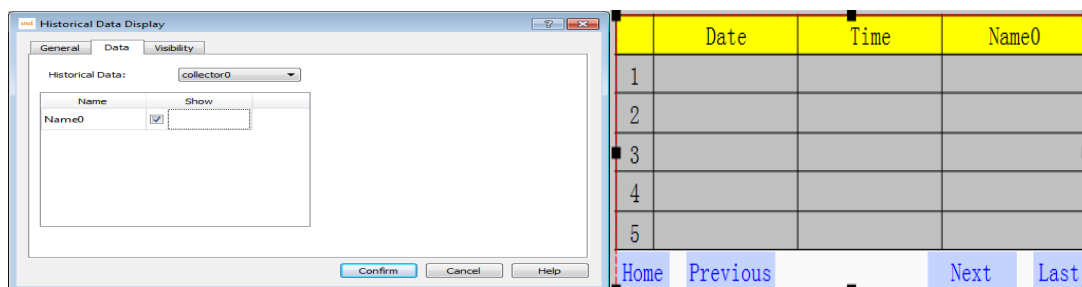 Historical Data Display
General Data Visibility
Historical Data: collector0
Name Show
Name0
Confirm Cancel Help
Date Time Name0
1
2
3
4
5
Home Previous Next Last